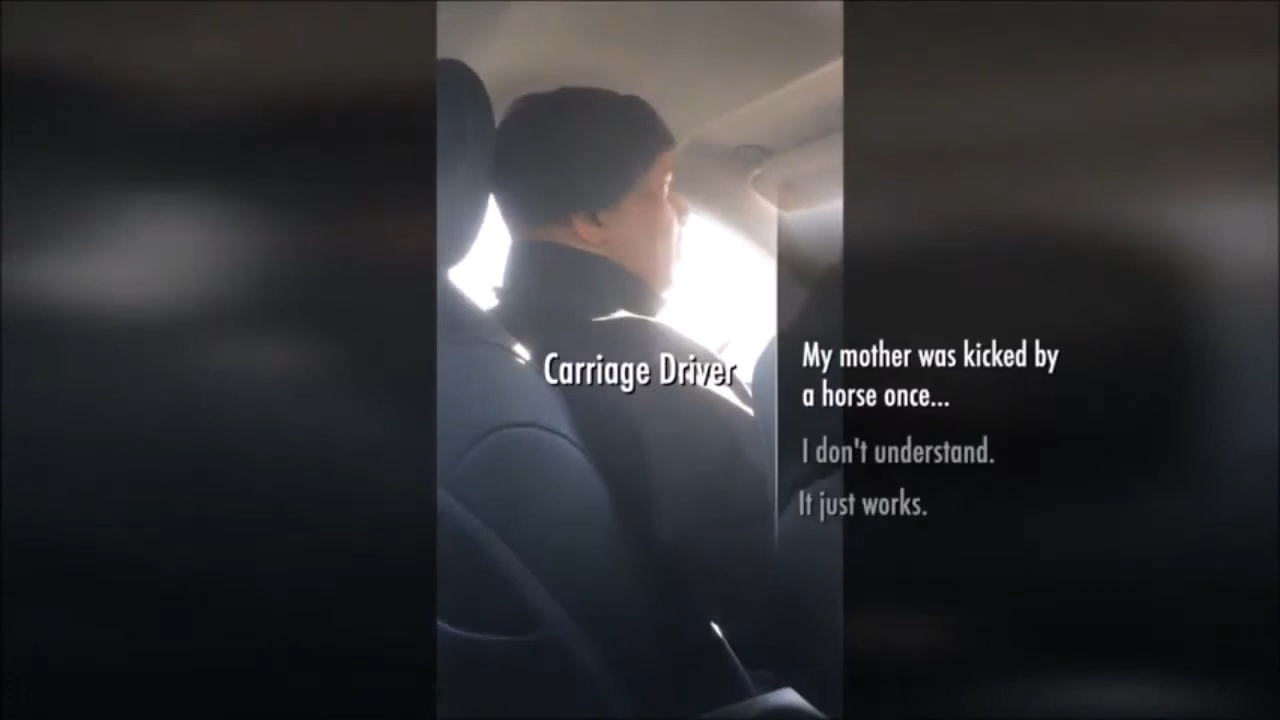 Carriage Driver
My mother was kicked by
a horse once...
I don't understand.
It just works.